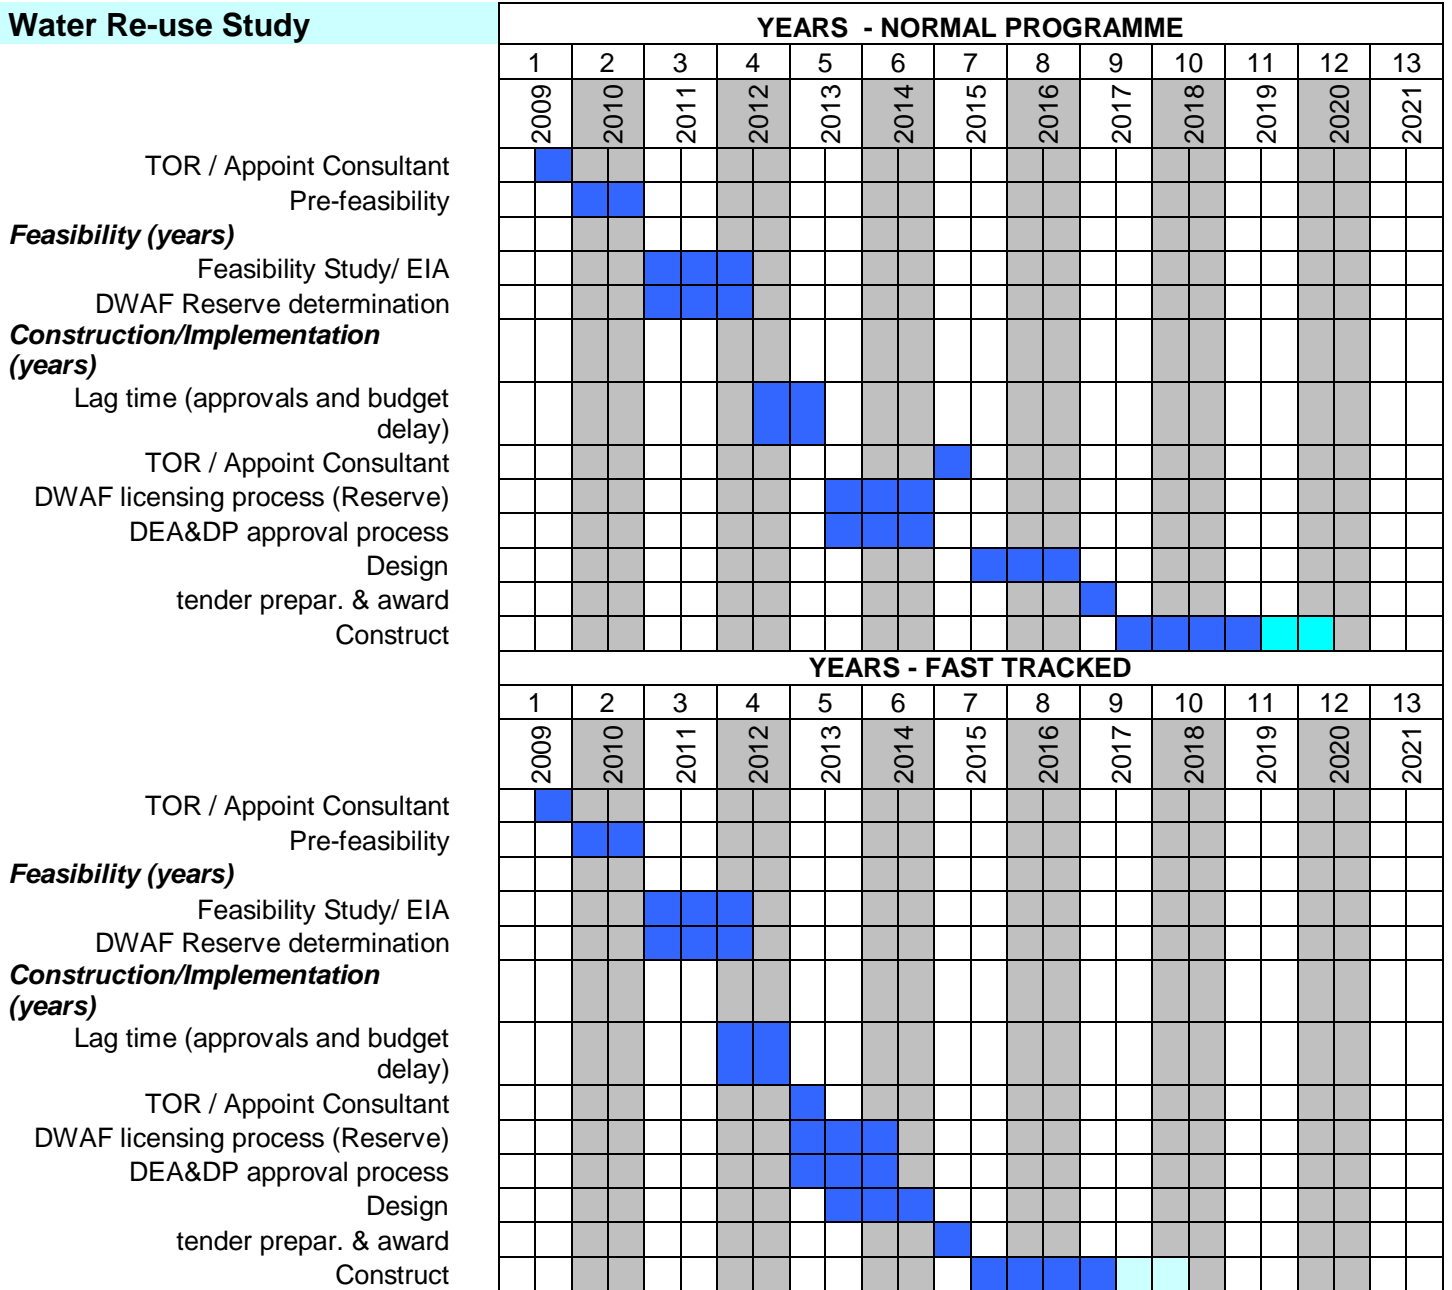 Water Re-use Study
YEARS - NORMAL PROGRAMME
1 2 3 4 5 6 7 8 9 10 11 12 13
2009 2010 2011 2012 2013 2014 2015 2016 2017 2018 2019 2020 2021
TOR / Appoint Consultant
Pre-feasibility
Feasibility (years)
Feasibility Study/ EIA
DWAF Reserve determination
Construction/Implementation
(years)
Lag time (approvals and budget
delay)
TOR / Appoint Consultant
DWAF licensing process (Reserve)
DEA&DP approval process
Design
tender prepar. & award
Construct
YEARS - FAST TRACKED
1 2 3 4 5 6 7 8 9 10 11 12 13
2009 2010 2011 2012 2013 2014 2015 2016 2017 2018 2019 2020 2021
TOR / Appoint Consultant
Pre-feasibility
Feasibility (years)
Feasibility Study/ EIA
DWAF Reserve determination
Construction/Implementation
(years)
Lag time (approvals and budget
delay)
TOR / Appoint Consultant
DWAF licensing process (Reserve)
DEA&DP approval process
Design
tender prepar. & award
Construct